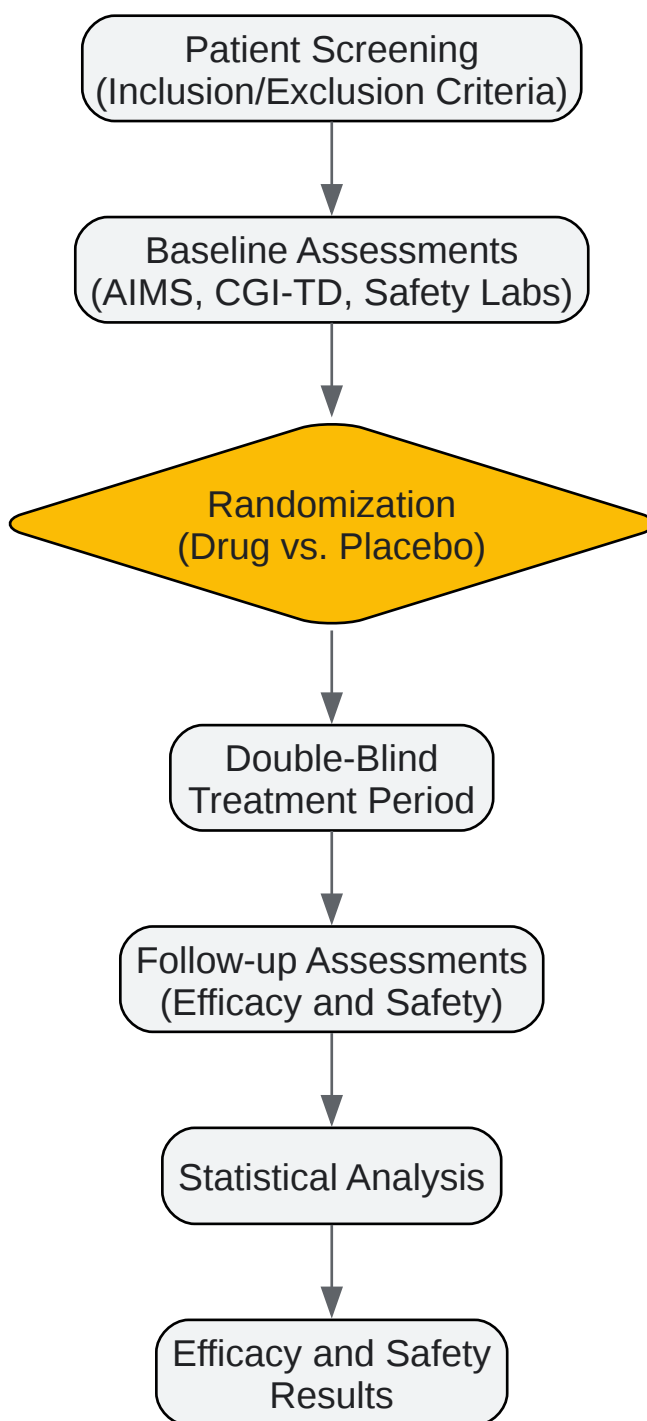 Patient Screening
(Inclusion/Exclusion Criteria)
Baseline Assessments
(AIMS, CGI-TD, Safety Labs)
Randomization
(Drug vs. Placebo)
Double-Blind
Treatment Period
Follow-up Assessments
(Efficacy and Safety)
Statistical Analysis
Efficacy and Safety
Results